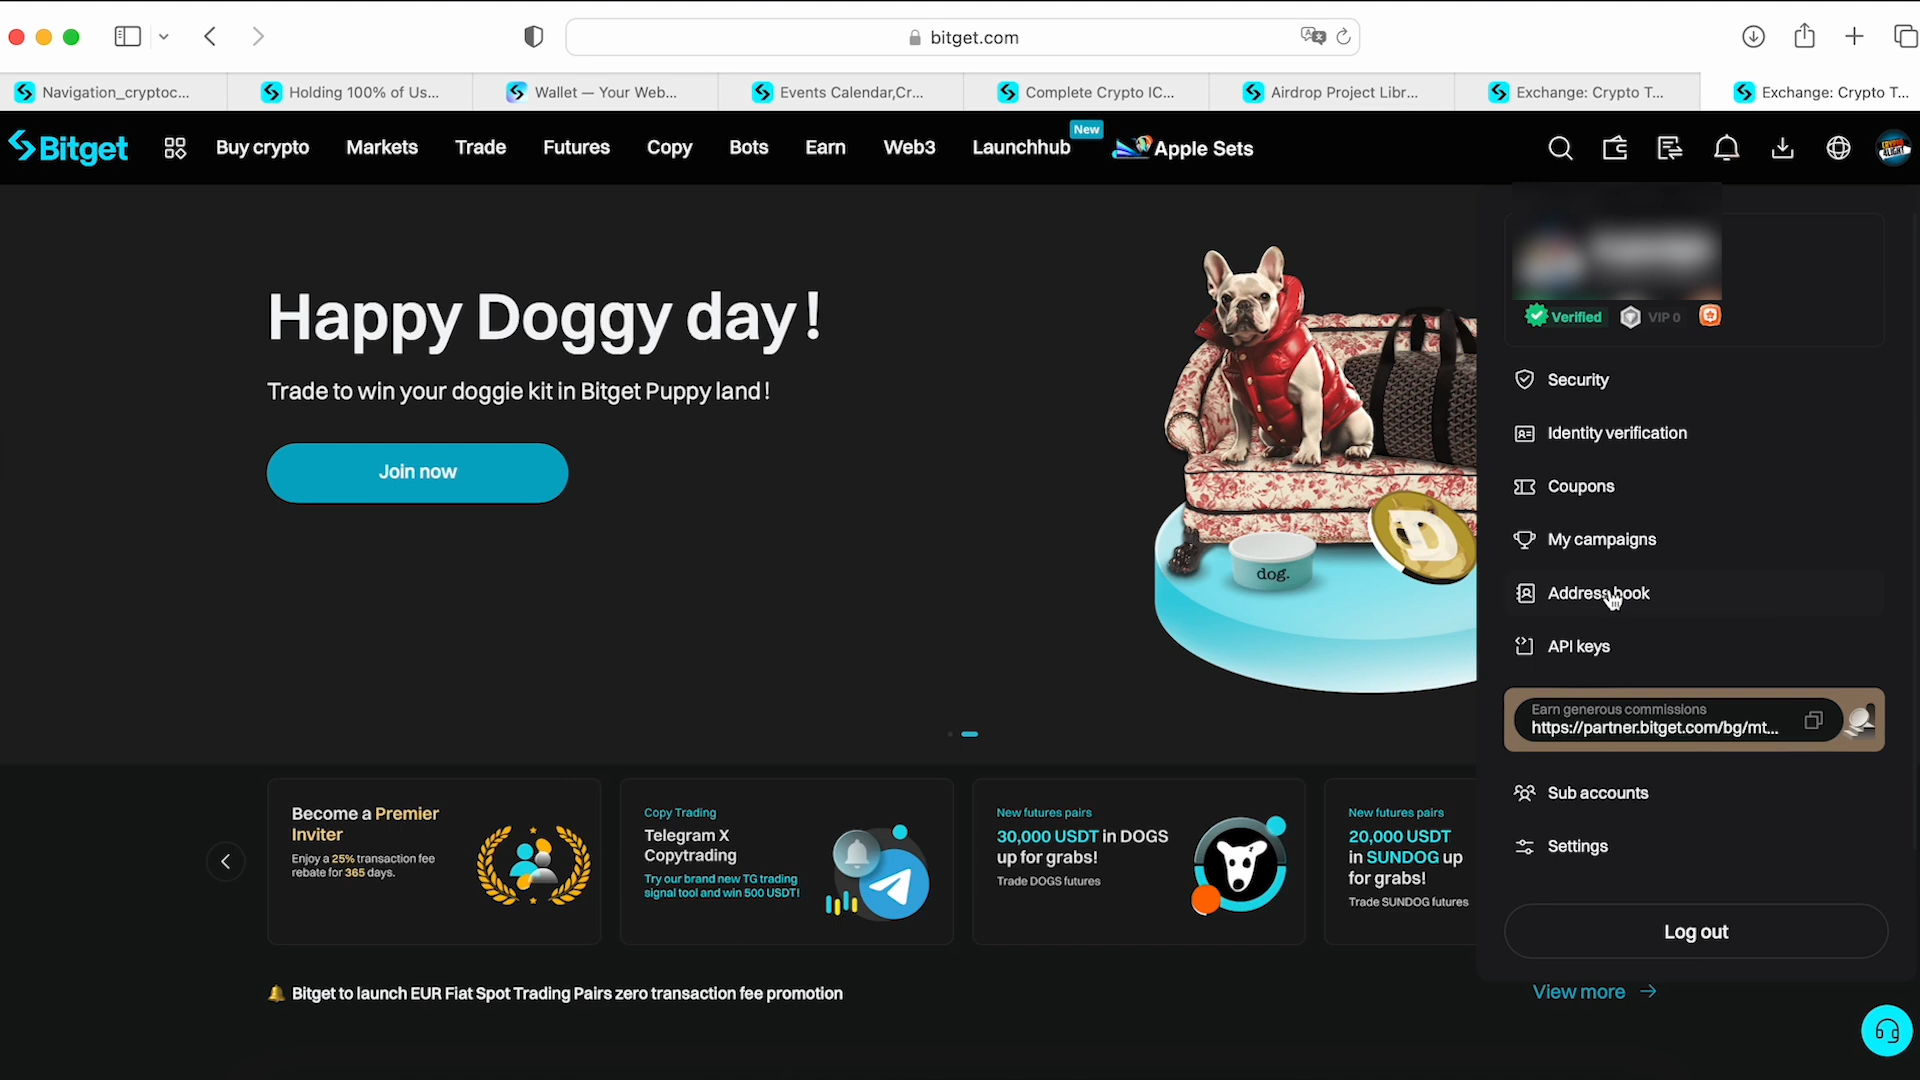 bitget.com
Navigation_cryptoc...
Holding 100% of Us...
Wallet — Your Web...
Events Calendar,Cr...
Complete Crypto IC...
Airdrop Project Libr...
Exchange: Crypto T...
Exchange: Crypto T...
Bitget
Buy crypto
Markets
Trade
Futures
Copy
Bots
Earn
Web3
Launchhub
New
Apple Sets
Happy Doggy day!
Trade to win your doggie kit in Bitget Puppy land!
Join now
dog.
Verified
VIP 0
Security
Identity verification
Coupons
My campaigns
Address book
API keys
Earn generous commissions
https://partner.bitget.com/bg/mt...
Sub accounts
Settings
Log out
Become a Premier
Inviter
Enjoy a 25% transaction fee
rebate for 365 days.
Copy Trading
Telegram X
Copytrading
Try our brand new TG trading
signal tool and win 500 USDT!
New futures pairs
30,000 USDT in DOGS
up for grabs!
Trade DOGS futures
New futures pairs
20,000 USDT
in SUNDOG up
for grabs!
Trade SUNDOG futures
Bitget to launch EUR Fiat Spot Trading Pairs zero transaction fee promotion
View more